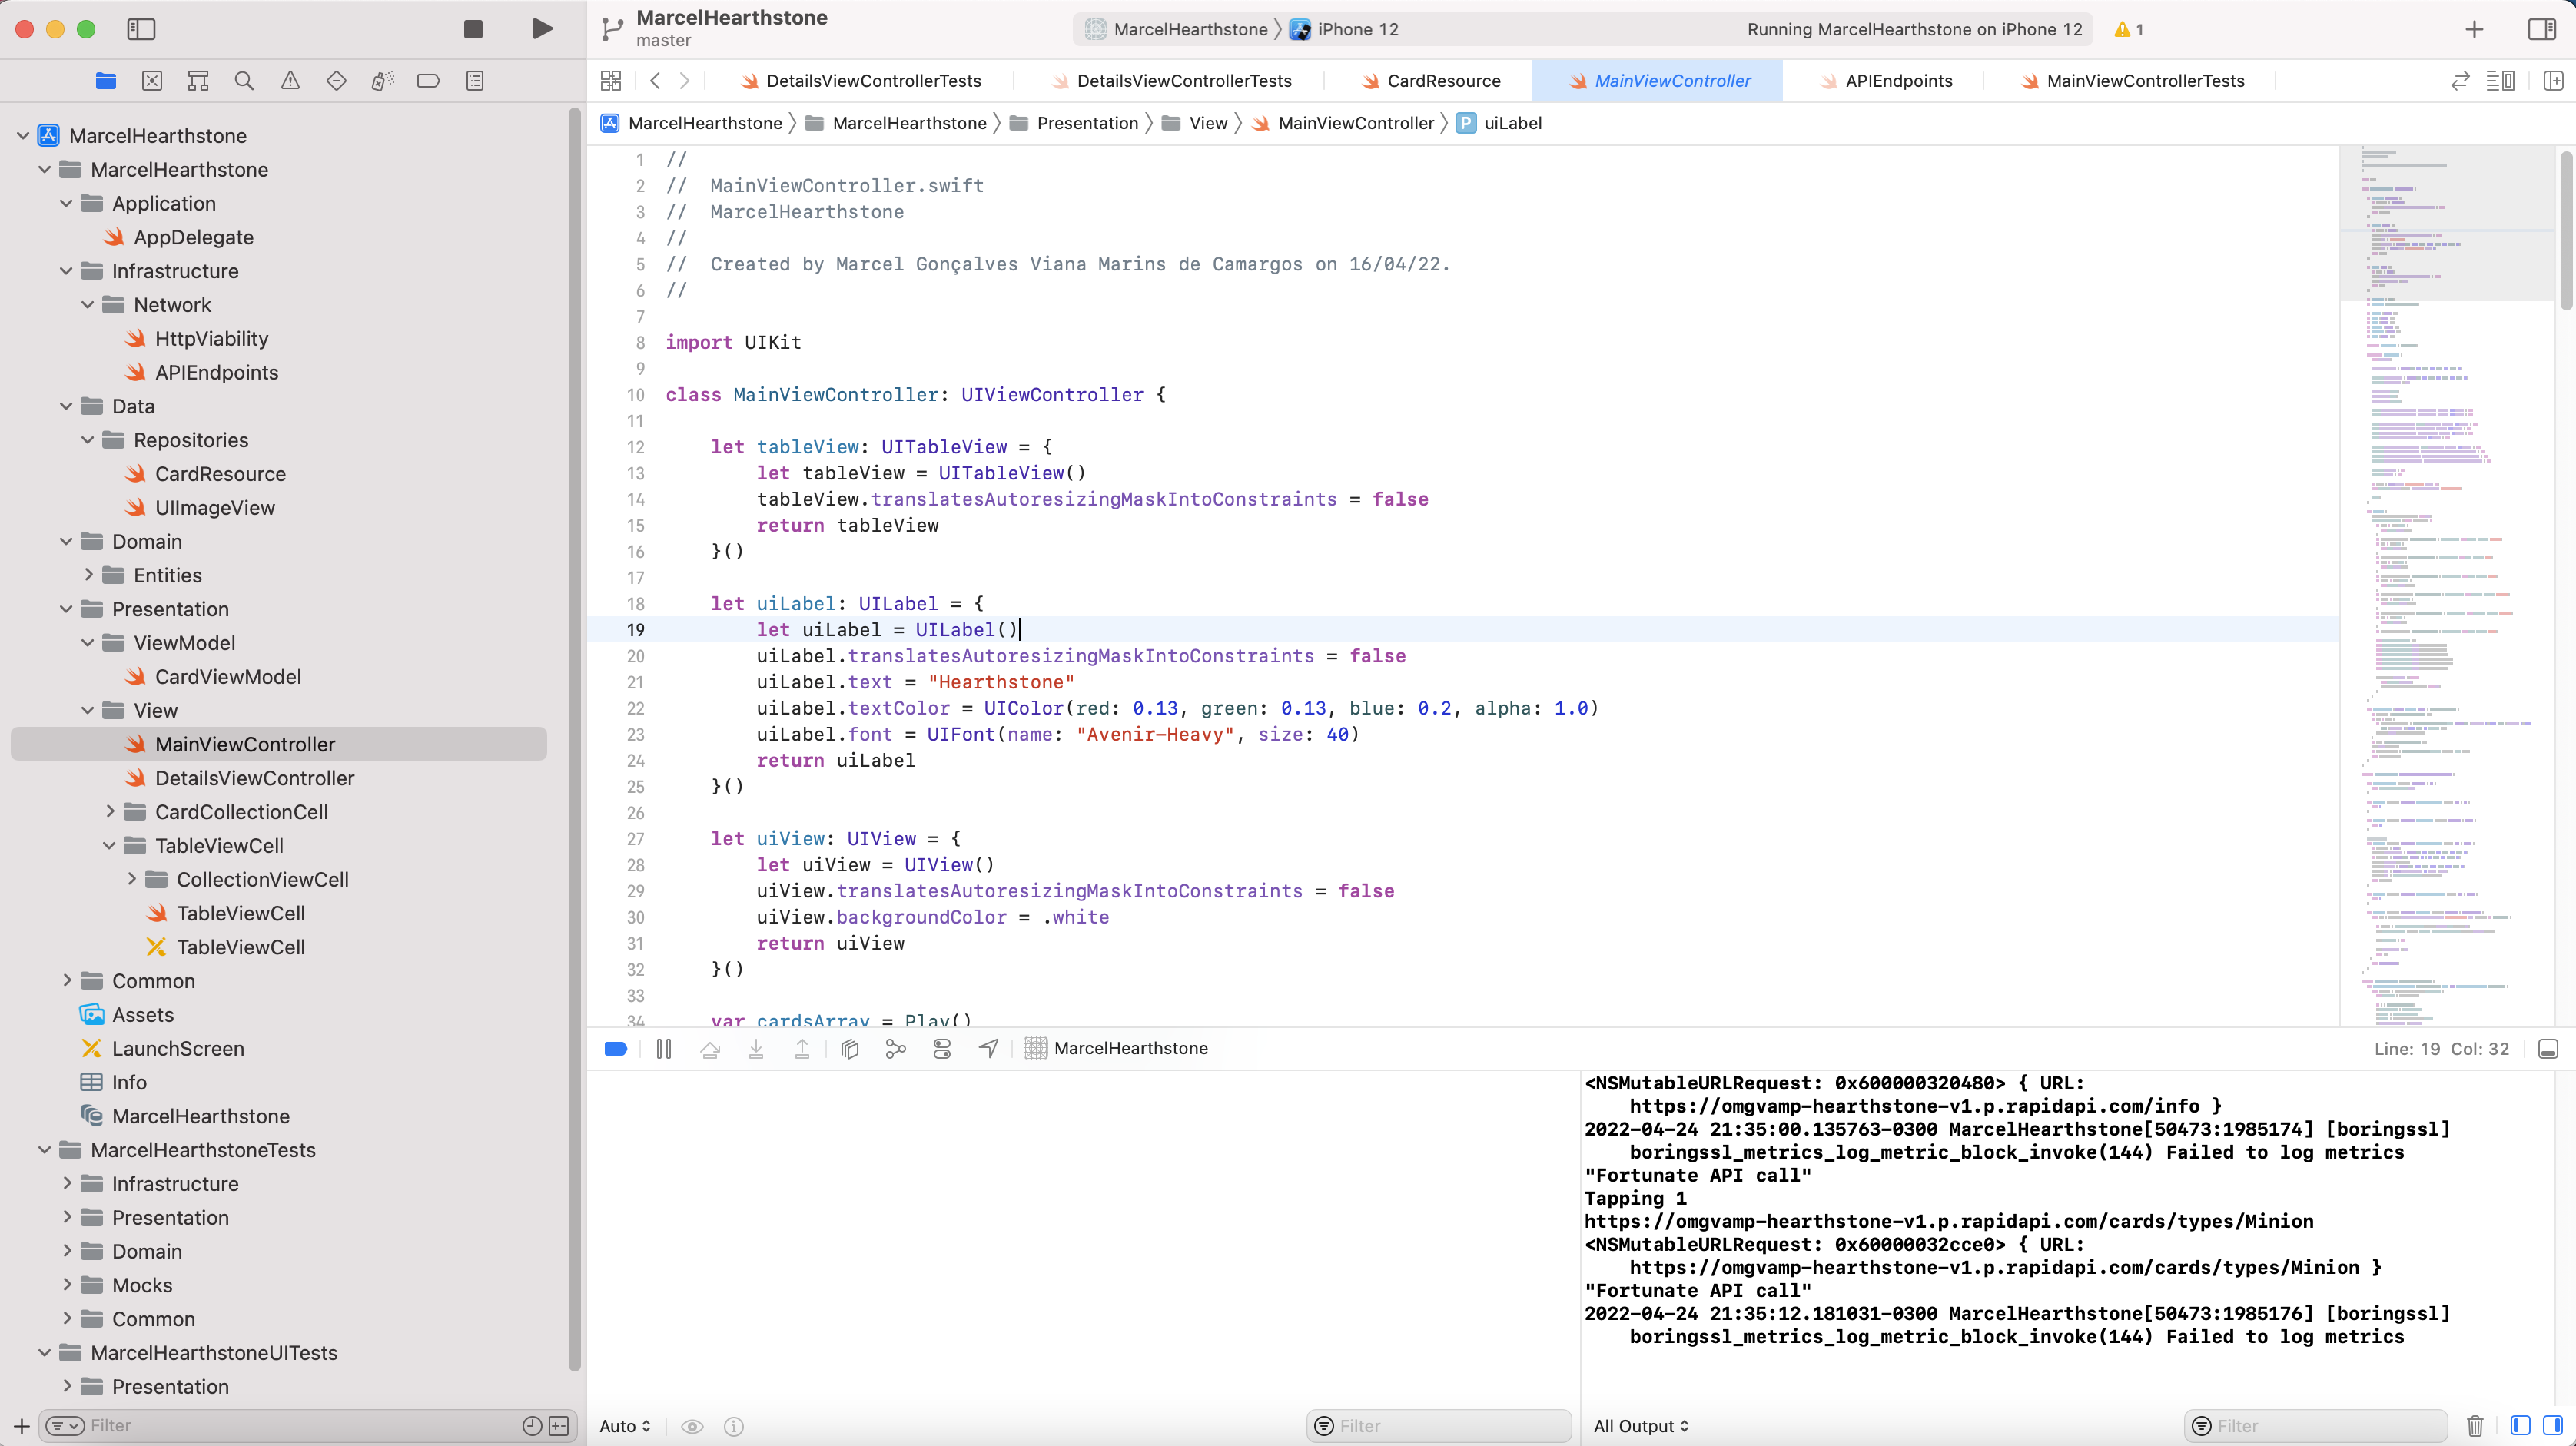 MarcelHearthstone
master
MarcelHearthstone
iPhone 12
Running MarcelHearthstone on iPhone 12
1
DetailsViewControllerTests
DetailsViewControllerTests
CardResource
MainViewController
APIEndpoints
MainViewControllerTests
MarcelHearthstone
MarcelHearthstone
Presentation
View
MainViewController
P
uiLabel
MarcelHearthstone
MarcelHearthstone
Application
AppDelegate
Infrastructure
Network
HttpViability
APIEndpoints
Data
Repositories
CardResource
UIImageView
Domain
Entities
Presentation
ViewModel
CardViewModel
View
MainViewController
DetailsViewController
CardCollectionCell
TableViewCell
CollectionViewCell
TableViewCell
TableViewCell
Common
Assets
LaunchScreen
Info
MarcelHearthstone
MarcelHearthstoneTests
Infrastructure
Presentation
Domain
Mocks
Common
MarcelHearthstoneUITests
Presentation
Filter
1 //
2 //  MainViewController.swift
3 //  MarcelHearthstone
4 //
5 //  Created by Marcel Gonçalves Viana Marins de Camargos on 16/04/22.
6 //
7
8 import UIKit
9
10 class MainViewController: UIViewController {
11
12     let tableView: UITableView = {
13         let tableView = UITableView()
14         tableView.translatesAutoresizingMaskIntoConstraints = false
15         return tableView
16     }()
17
18     let uiLabel: UILabel = {
19         let uiLabel = UILabel()
20         uiLabel.translatesAutoresizingMaskIntoConstraints = false
21         uiLabel.text = "Hearthstone"
22         uiLabel.textColor = UIColor(red: 0.13, green: 0.13, blue: 0.2, alpha: 1.0)
23         uiLabel.font = UIFont(name: "Avenir-Heavy", size: 40)
24         return uiLabel
25     }()
26
27     let uiView: UIView = {
28         let uiView = UIView()
29         uiView.translatesAutoresizingMaskIntoConstraints = false
30         uiView.backgroundColor = .white
31         return uiView
32     }()
33
34     var cardsArray = Play()
MarcelHearthstone
Line: 19 Col: 32
<NSMutableURLRequest: 0x600000320480> { URL:
https://omgvamp-hearthstone-v1.p.rapidapi.com/info }
2022-04-24 21:35:00.135763-0300 MarcelHearthstone[50473:1985174] [boringssl]
boringssl_metrics_log_metric_block_invoke(144) Failed to log metrics
"Fortunate API call"
Tapping 1
https://omgvamp-hearthstone-v1.p.rapidapi.com/cards/types/Minion
<NSMutableURLRequest: 0x60000032cce0> { URL:
https://omgvamp-hearthstone-v1.p.rapidapi.com/cards/types/Minion }
"Fortunate API call"
2022-04-24 21:35:12.181031-0300 MarcelHearthstone[50473:1985176] [boringssl]
boringssl_metrics_log_metric_block_invoke(144) Failed to log metrics
Auto
Filter
All Output
Filter